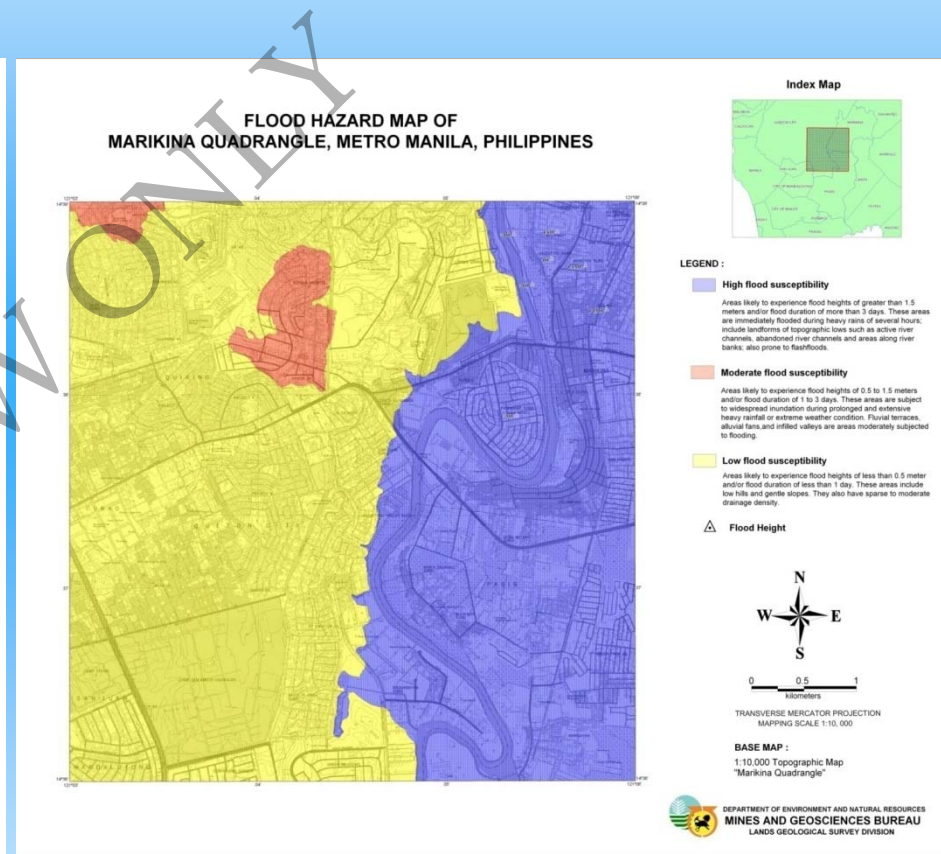 FLOOD HAZARD MAP OF
MARIKINA QUADRANGLE, METRO MANILA, PHILIPPINES
W ONLY
Index Map
LEGEND :
High flood susceptibility
Areas likely to experience flood heights of greater than 1.5
meters and/or flood duration of more than 3 days. These areas
are immediately flooded during heavy rains of several hours;
include landforms of topographic lows such as active river
channels, abandoned river channels and areas along river
banks; also prone to flashfloods.
Moderate flood susceptibility
Areas likely to experience flood heights of 0.5 to 1.5 meters
and/or flood duration of 1 to 3 days. These areas are subject
to widespread inundation during prolonged and extensive
heavy rainfall or extreme weather condition. Fluvial terraces,
alluvial fans,and infilled valleys are areas moderately subjected
to flooding.
Low flood susceptibility
Areas likely to experience flood heights of less than 0.5 meter
and/or flood duration of less than 1 day. These areas include
low hills and gentle slopes. They also have sparse to moderate
drainage density.
Flood Height
QUIRINO
QUEZON CITY
PASIG
N
W E
S
0 0.5 1
kilometers
TRANSVERSE MERCATOR PROJECTION
MAPPING SCALE 1:10, 000
BASE MAP :
1:10,000 Topographic Map
"Marikina Quadrangle"
DEPARTMENT OF ENVIRONMENT AND NATURAL RESOURCES
MINES AND GEOSCIENCES BUREAU
LANDS GEOLOGICAL SURVEY DIVISION